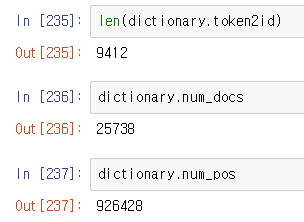 In [235]: len(dictionary.token2id)
Out[235]: 9412
In [236]: dictionary.num_docs
Out[236]: 25738
In [237]: dictionary.num_pos
Out[237]: 926428